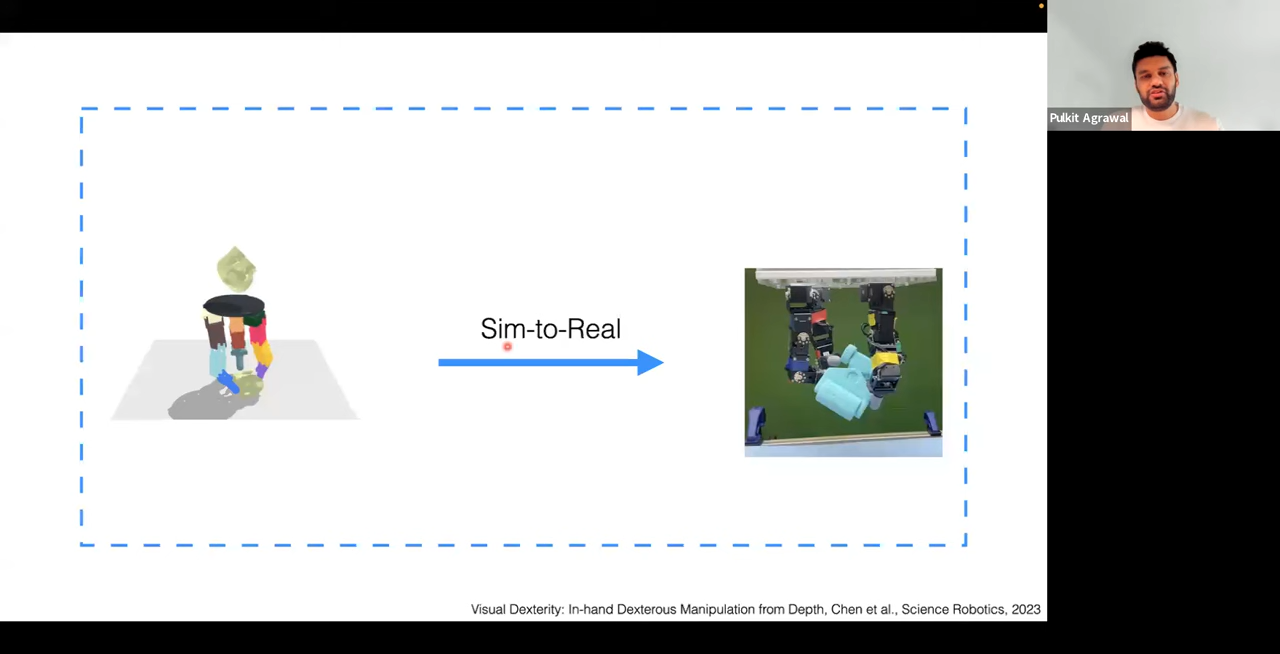 Pulkit Agrawal
Sim-to-Real
Visual Dexterity: In-hand Dexterous Manipulation from Depth, Chen et al., Science Robotics, 2023